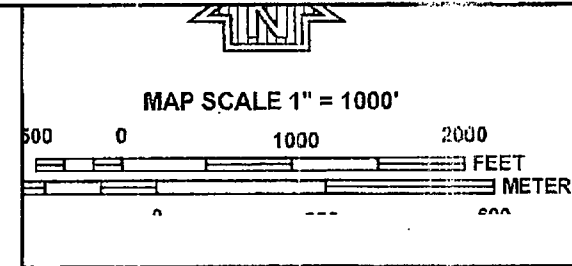 N
MAP SCALE 1" = 1000'
500 0 1000 2000
FEET
METER